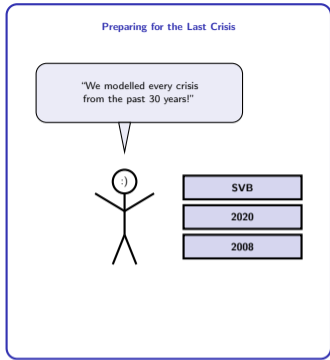 Preparing for the Last Crisis
“We modelled every crisis
from the past 30 years!”
:)
SVB
2020
2008